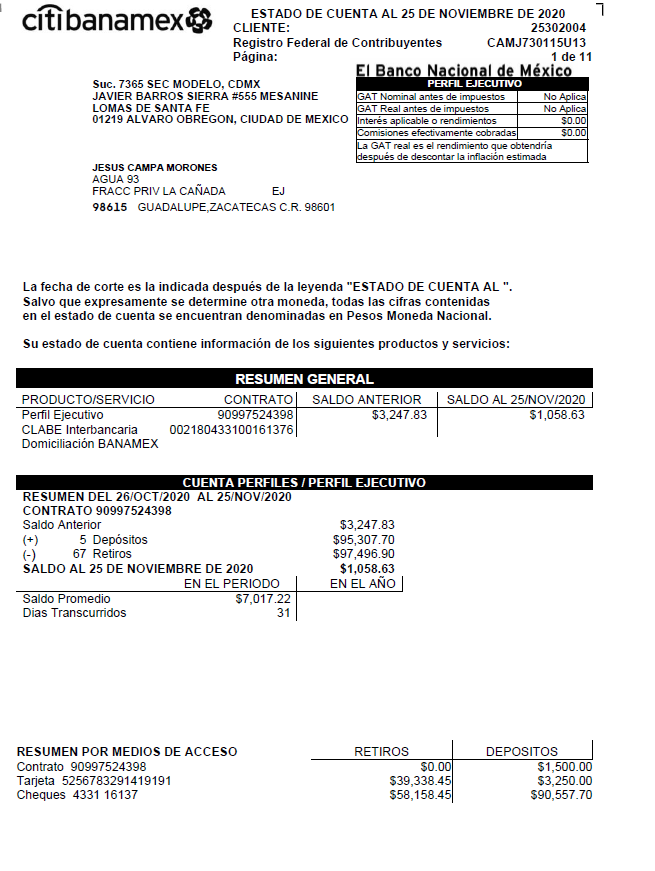 citibanamex
ESTADO DE CUENTA AL 25 DE NOVIEMBRE DE 2020
CLIENTE: 25302004
Registro Federal de Contribuyentes CAMJ730115U13
Página: 1 de 11
El Banco Nacional de México
Suc. 7365 SEC MODELO, CDMX
JAVIER BARROS SIERRA #555 MESANINE
LOMAS DE SANTA FE
01219 ALVARO OBREGON, CIUDAD DE MEXICO
PERFIL EJECUTIVO
GAT Nominal antes de impuestos No Aplica
GAT Real antes de impuestos No Aplica
Interés aplicable o rendimientos $0.00
Comisiones efectivamente cobradas $0.00
La GAT real es el rendimiento que obtendría
después de descontar la inflación estimada
JESUS CAMPA MORONES
AGUA 93
FRACC PRIV LA CAÑADA EJ
98615 GUADALUPE,ZACATECAS C.R. 98601
La fecha de corte es la indicada después de la leyenda "ESTADO DE CUENTA AL ".
Salvo que expresamente se determine otra moneda, todas las cifras contenidas
en el estado de cuenta se encuentran denominadas en Pesos Moneda Nacional.
Su estado de cuenta contiene información de los siguientes productos y servicios:
RESUMEN GENERAL
PRODUCTO/SERVICIO CONTRATO SALDO ANTERIOR SALDO AL 25/NOV/2020
Perfil Ejecutivo 90997524398 $3,247.83 $1,058.63
CLABE Interbancaria 002180433100161376
Domiciliación BANAMEX
CUENTA PERFILES / PERFIL EJECUTIVO
RESUMEN DEL 26/OCT/2020 AL 25/NOV/2020
CONTRATO 90997524398
Saldo Anterior $3,247.83
(+) 5 Depósitos $95,307.70
(-) 67 Retiros $97,496.90
SALDO AL 25 DE NOVIEMBRE DE 2020 $1,058.63
EN EL PERIODO EN EL AÑO
Saldo Promedio $7,017.22
Dias Transcurridos 31
RESUMEN POR MEDIOS DE ACCESO RETIROS DEPOSITOS
Contrato 90997524398 $0.00 $1,500.00
Tarjeta 5256783291419191 $39,338.45 $3,250.00
Cheques 4331 16137 $58,158.45 $90,557.70